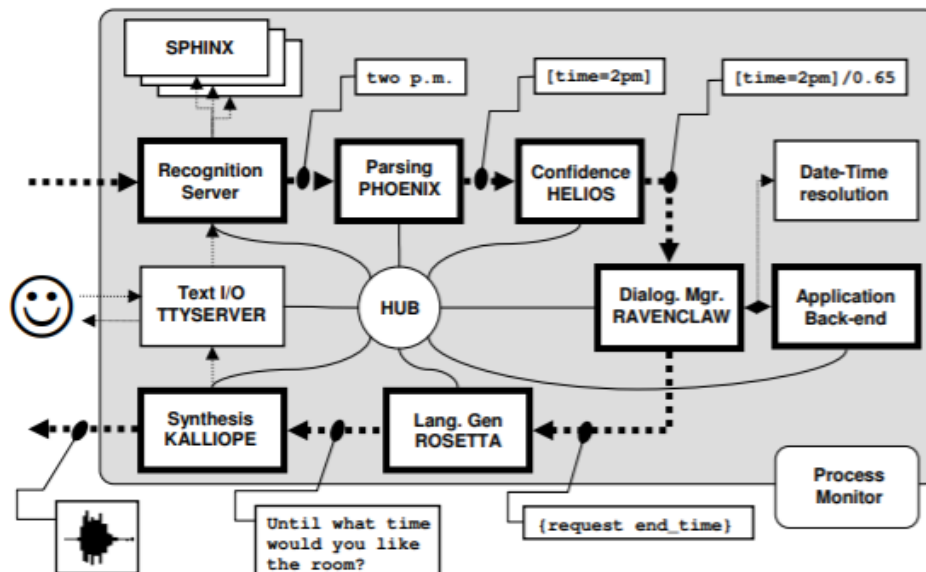 SPHINX
two p.m.
[time=2pm]
[time=2pm]/0.65
Recognition
Server
Parsing
PHOENIX
Confidence
HELIOS
Date-Time
resolution
Text I/O
TTYSERVER
HUB
Dialog. Mgr.
RAVENCLAW
Application
Back-end
Synthesis
KALLIOPE
Lang. Gen
ROSETTA
Process
Monitor
Until what time
would you like
the room?
{request end_time}